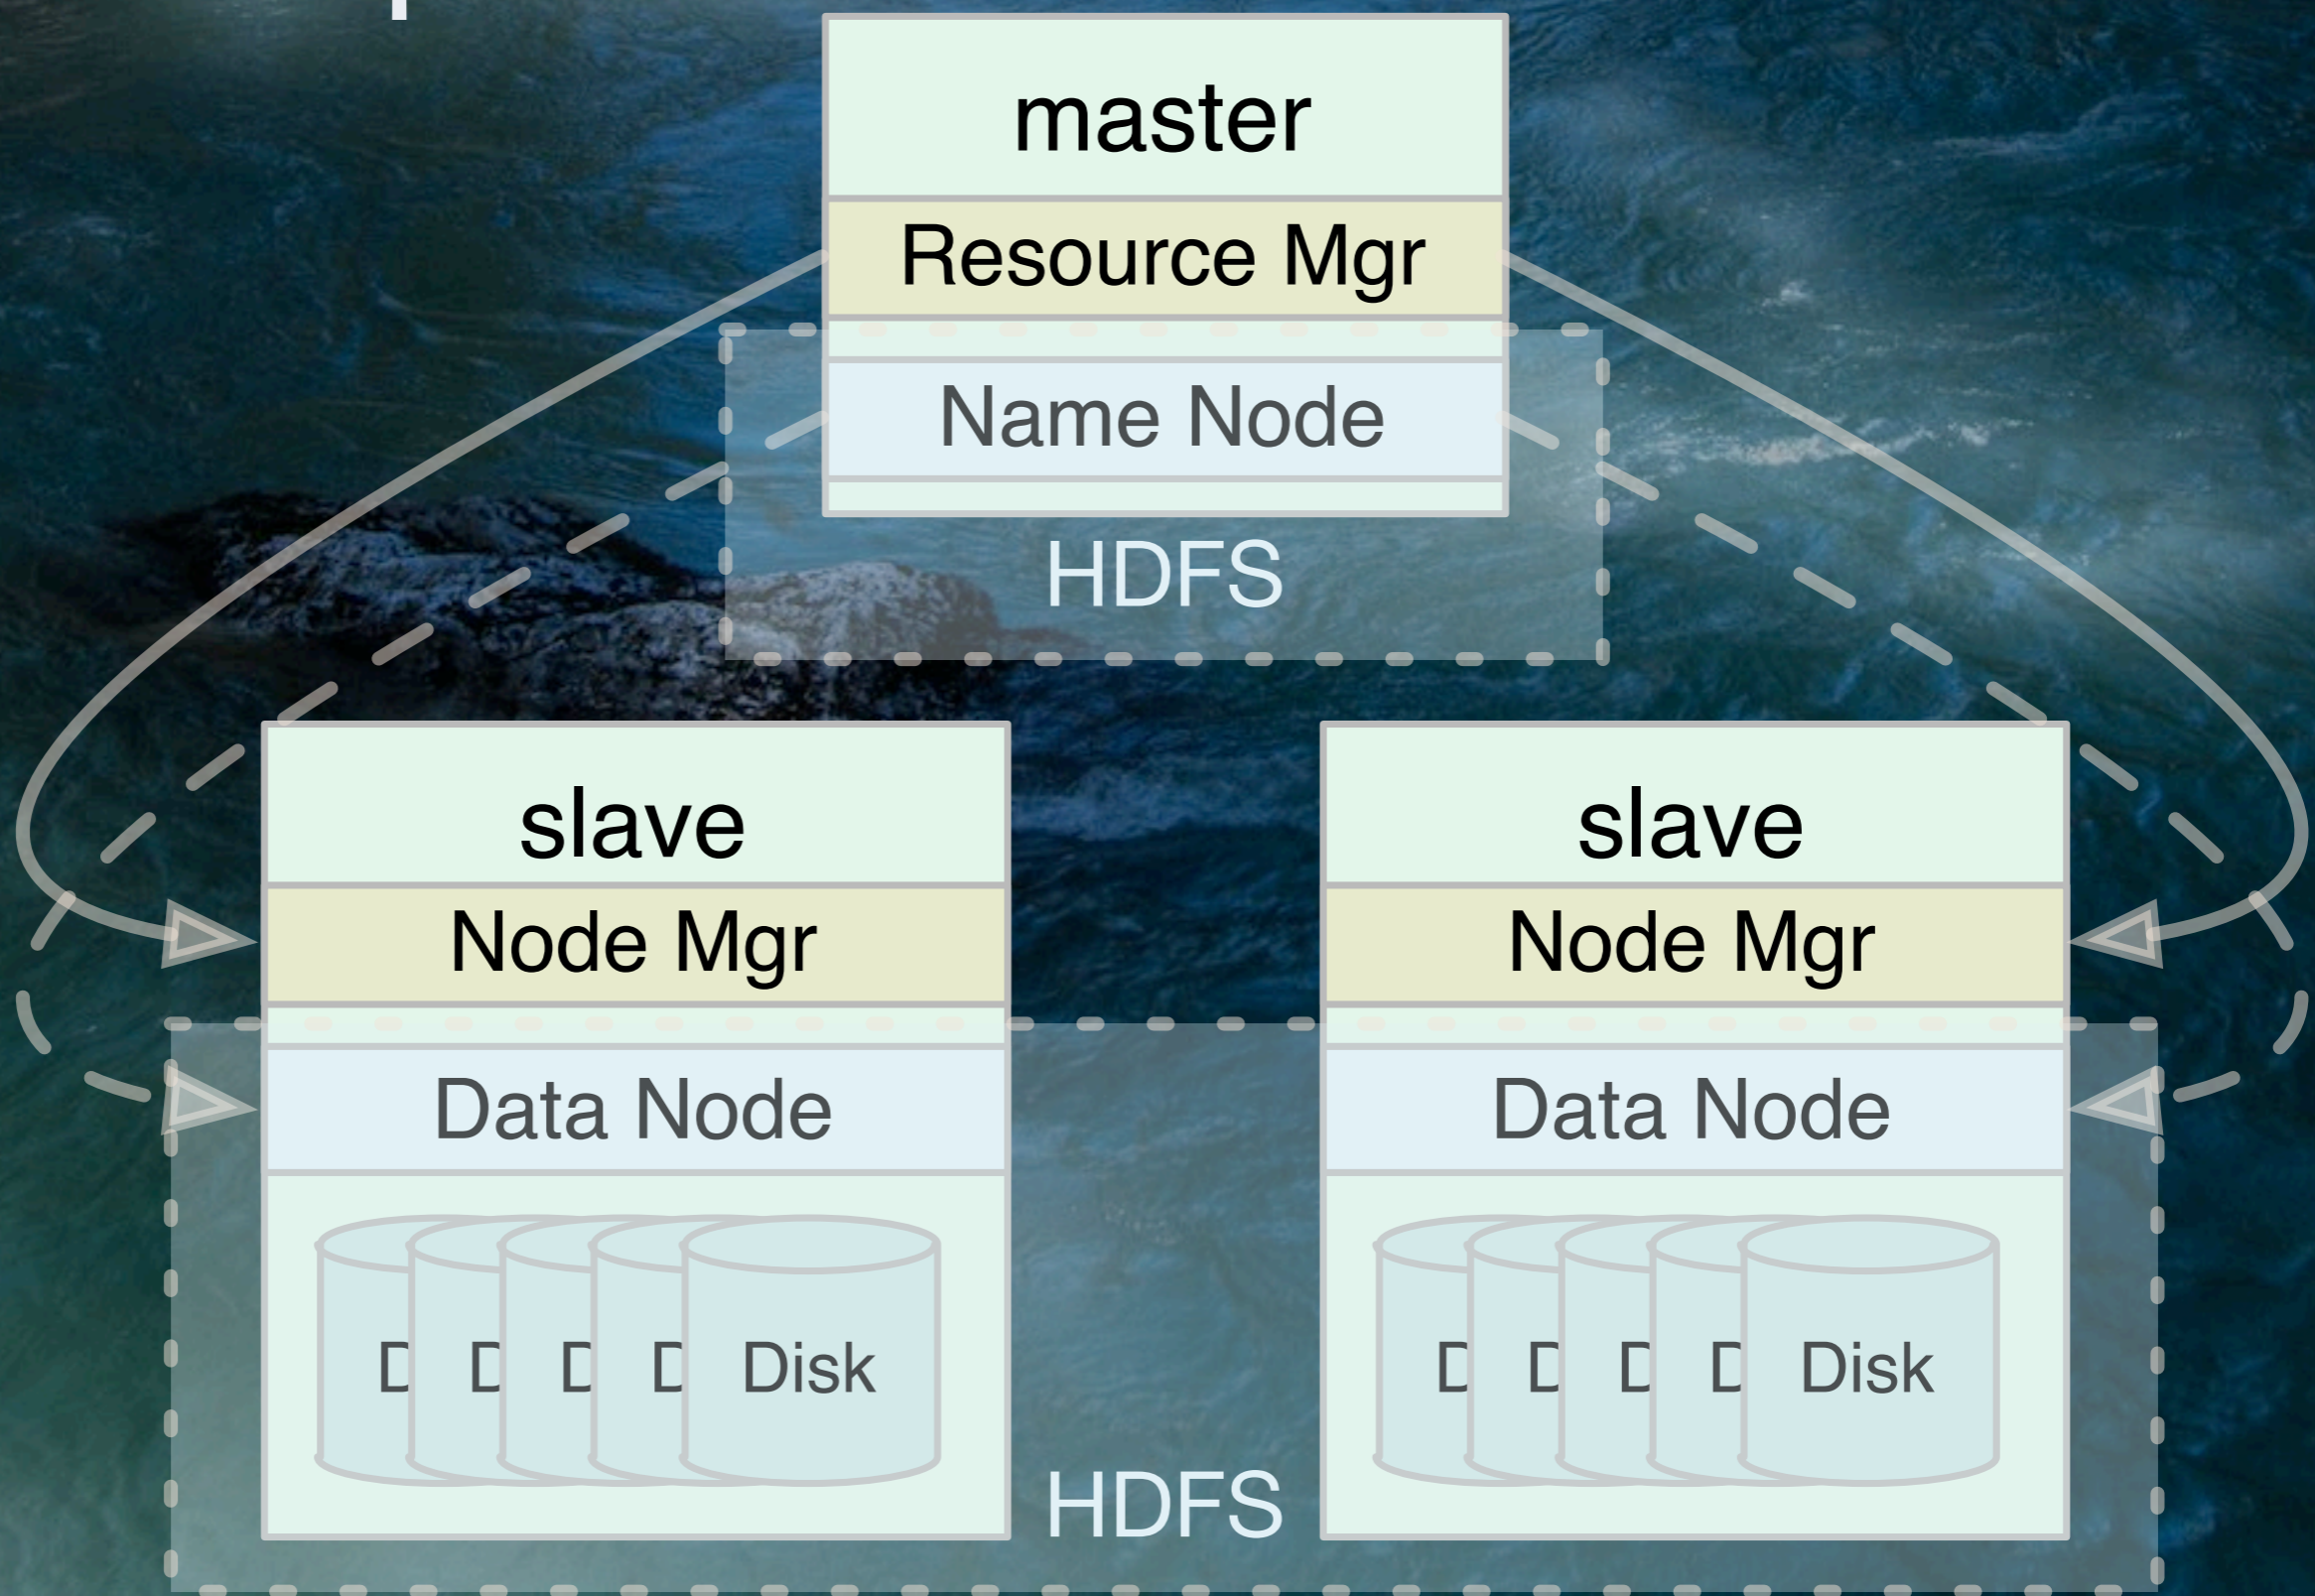 master
Resource Mgr
Name Node
HDFS
slave
Node Mgr
Data Node
D D D D Disk
slave
Node Mgr
Data Node
D D D D Disk
HDFS